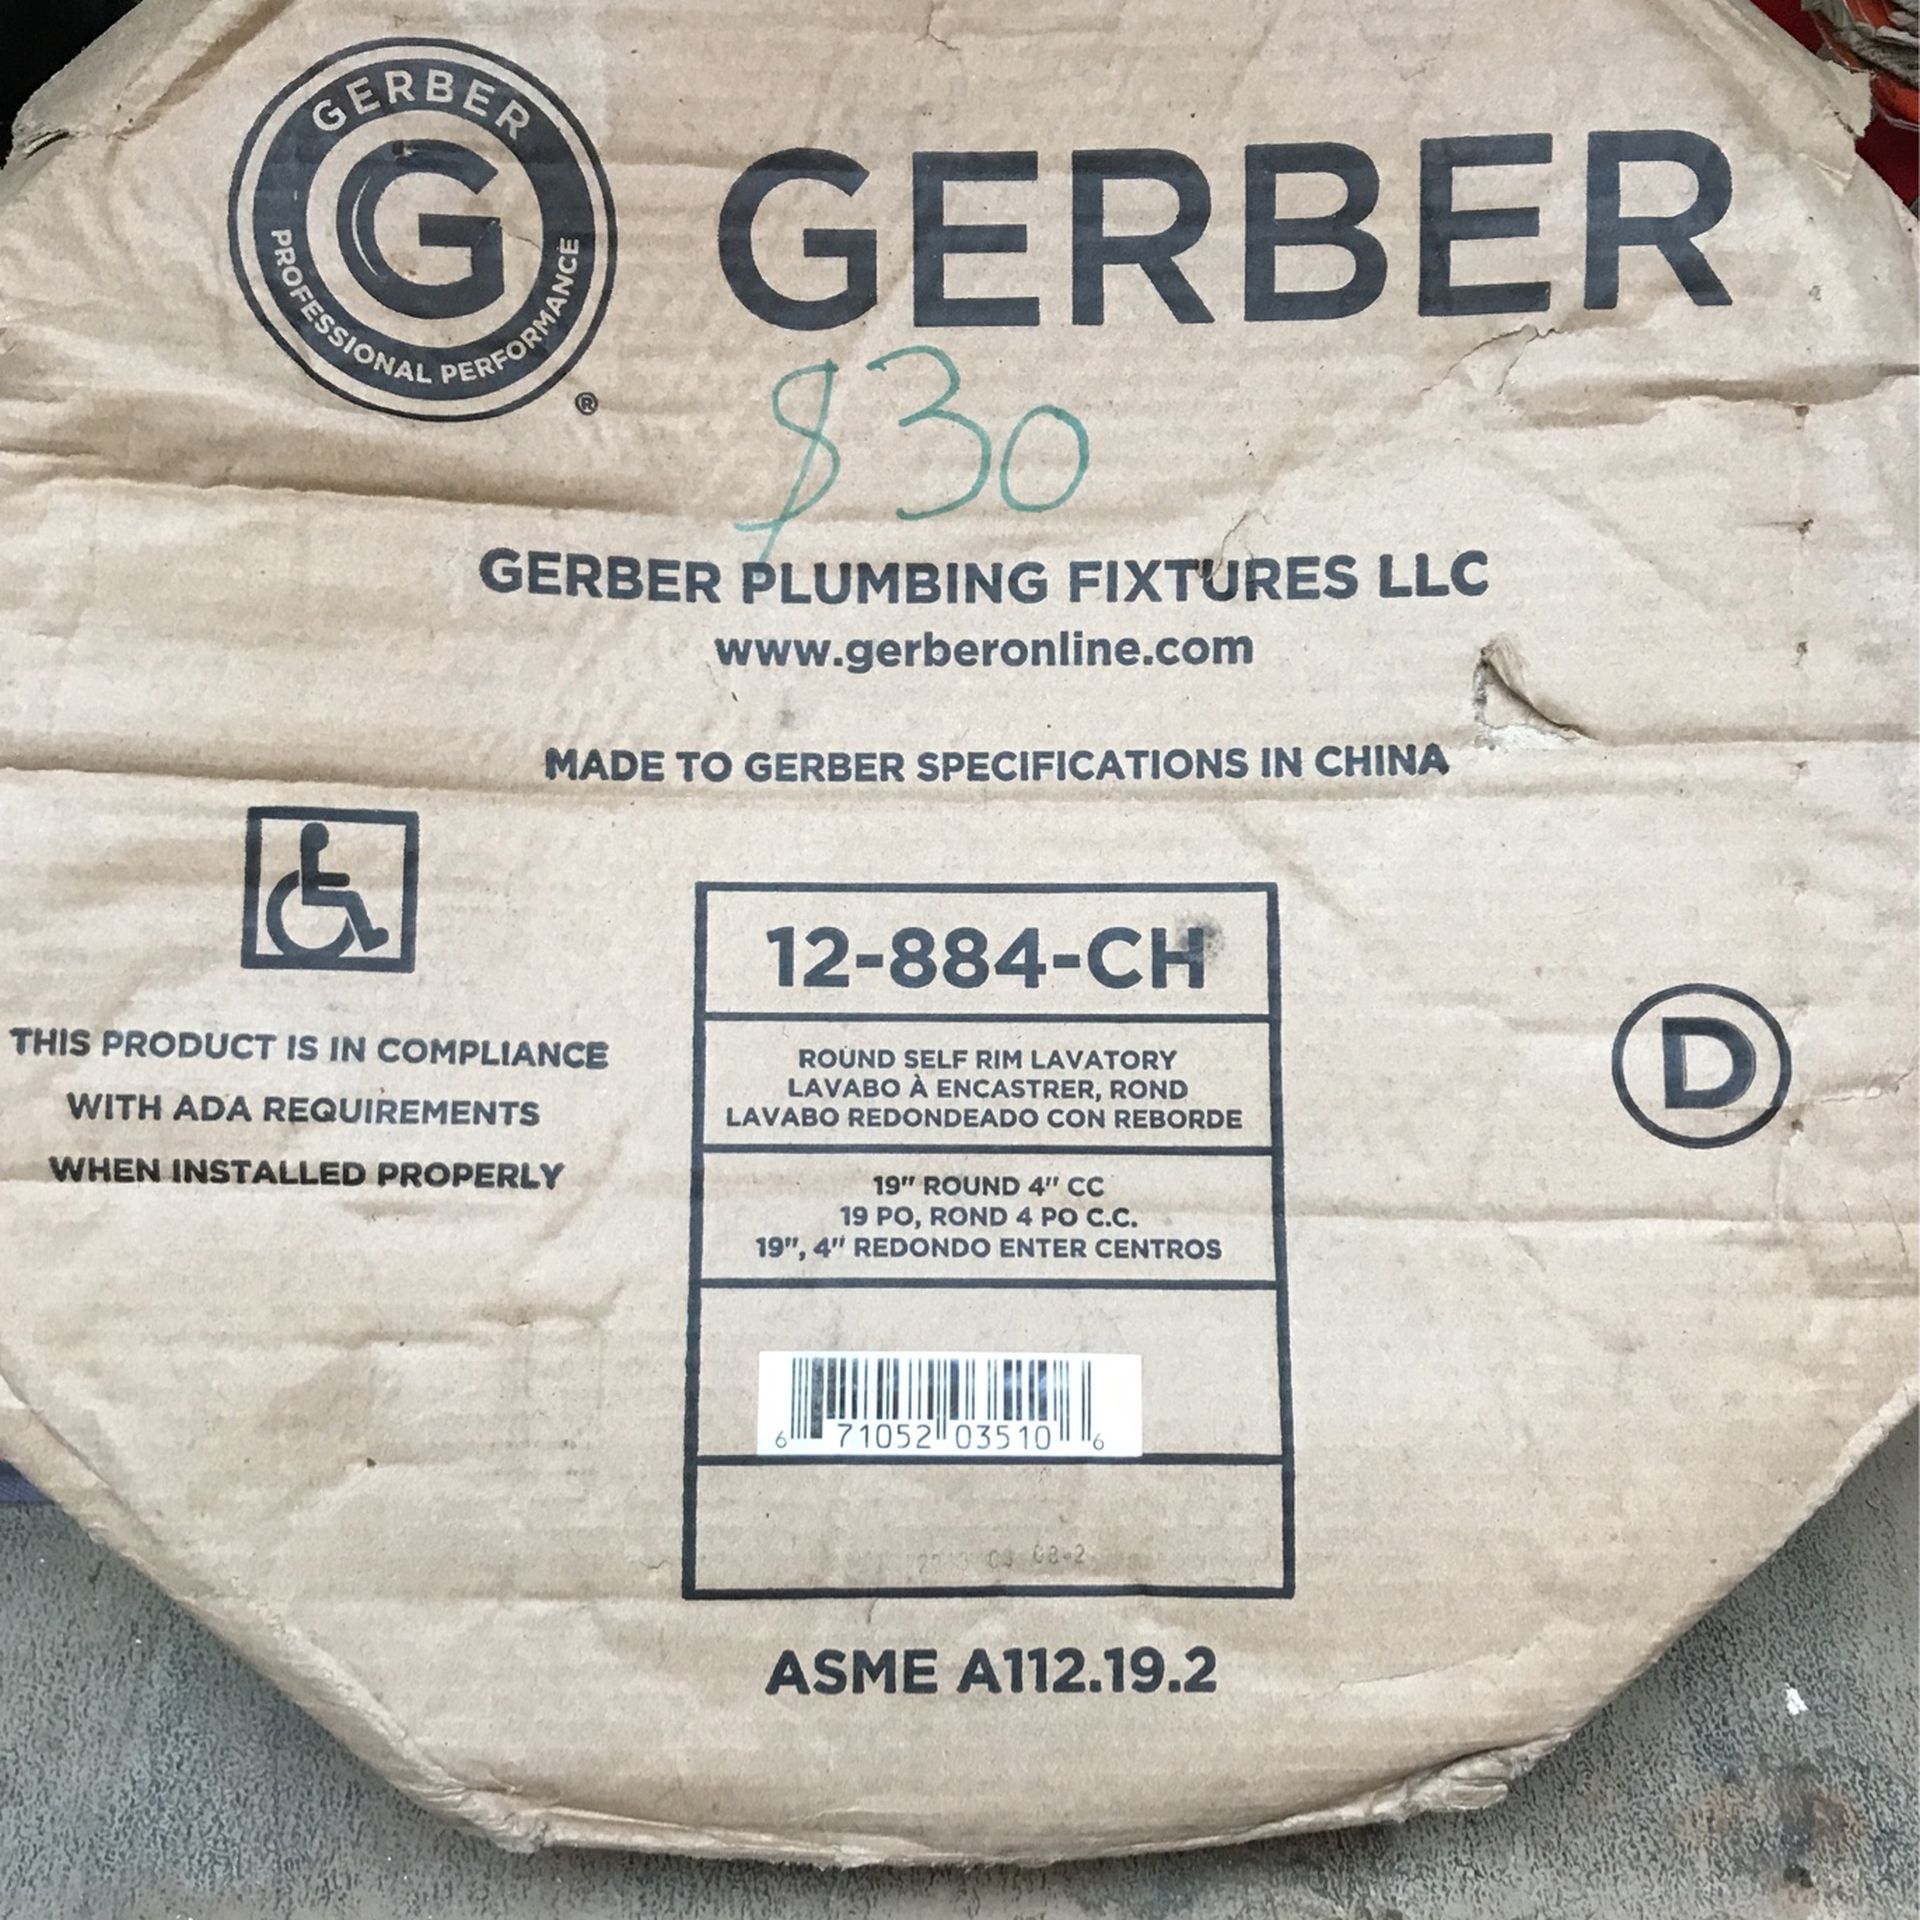 GERBER
G
PROFESSIONAL PERFORMANCE
®
GERBER
$30
GERBER PLUMBING FIXTURES LLC
www.gerberonline.com
MADE TO GERBER SPECIFICATIONS IN CHINA
THIS PRODUCT IS IN COMPLIANCE
WITH ADA REQUIREMENTS
WHEN INSTALLED PROPERLY
12-884-CH
ROUND SELF RIM LAVATORY
LAVABO À ENCASTRER, ROND
LAVABO REDONDEADO CON REBORDE
19" ROUND 4" CC
19 PO, ROND 4 PO C.C.
19", 4" REDONDO ENTER CENTROS
6 71052 03510 6
D
ASME A112.19.2